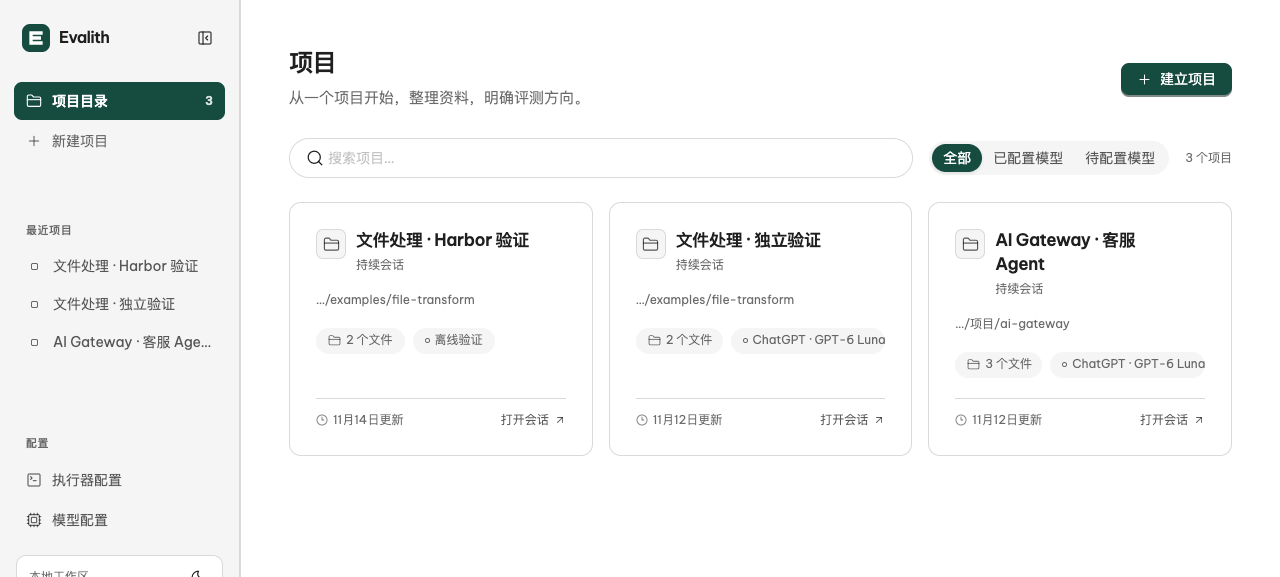 Evalith
项目目录 3
新建项目
最近项目
文件处理 · Harbor 验证
文件处理 · 独立验证
AI Gateway · 客服 Age...
配置
执行器配置
模型配置
本地工作区
项目
从一个项目开始，整理资料，明确评测方向。
建立项目
搜索项目...
全部 已配置模型 待配置模型 3 个项目
文件处理 · Harbor 验证
持续会话
.../examples/file-transform
2 个文件 离线验证
11月14日更新 打开会话
文件处理 · 独立验证
持续会话
.../examples/file-transform
2 个文件 ChatGPT · GPT-6 Luna
11月12日更新 打开会话
AI Gateway · 客服
Agent
持续会话
.../项目/ai-gateway
3 个文件 ChatGPT · GPT-6 Luna
11月12日更新 打开会话